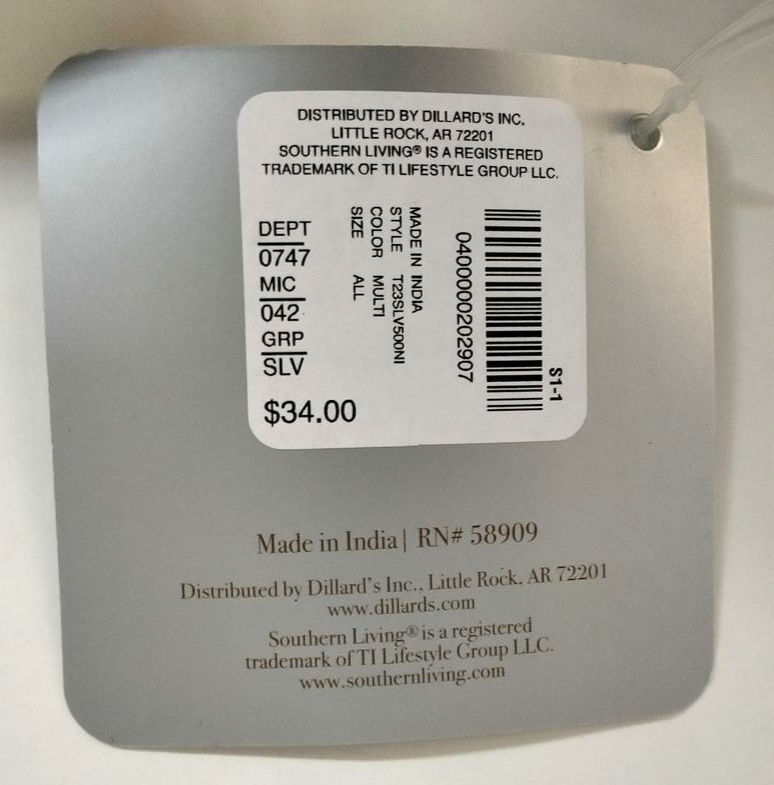 DISTRIBUTED BY DILLARD'S INC.
LITTLE ROCK, AR 72201
SOUTHERN LIVING® IS A REGISTERED
TRADEMARK OF TI LIFESTYLE GROUP LLC.
DEPT
0747
MIC
042
GRP
SLV
$34.00
MADE IN INDIA
STYLE T23SLV500NI
COLOR MULTI
SIZE ALL
0400000202907
S1-1
Made in India| RN# 58909
Distributed by Dillard's Inc., Little Rock, AR 72201
www.dillards.com
Southern Living® is a registered
trademark of TI Lifestyle Group LLC.
www.southernliving.com